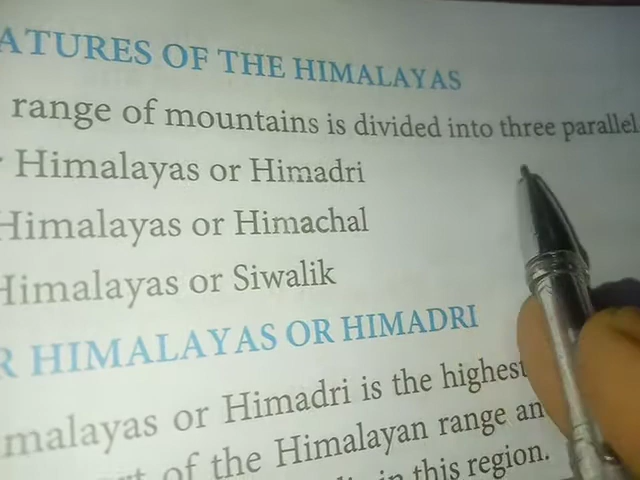 ATURES OF THE HIMALAYAS
range of mountains is divided into three parallel
Himalayas or Himadri
Himalayas or Himachal
Himalayas or Siwalik
R HIMALAYAS OR HIMADRI
malayas or Himadri is the highest
of the Himalayan range an
in this region.